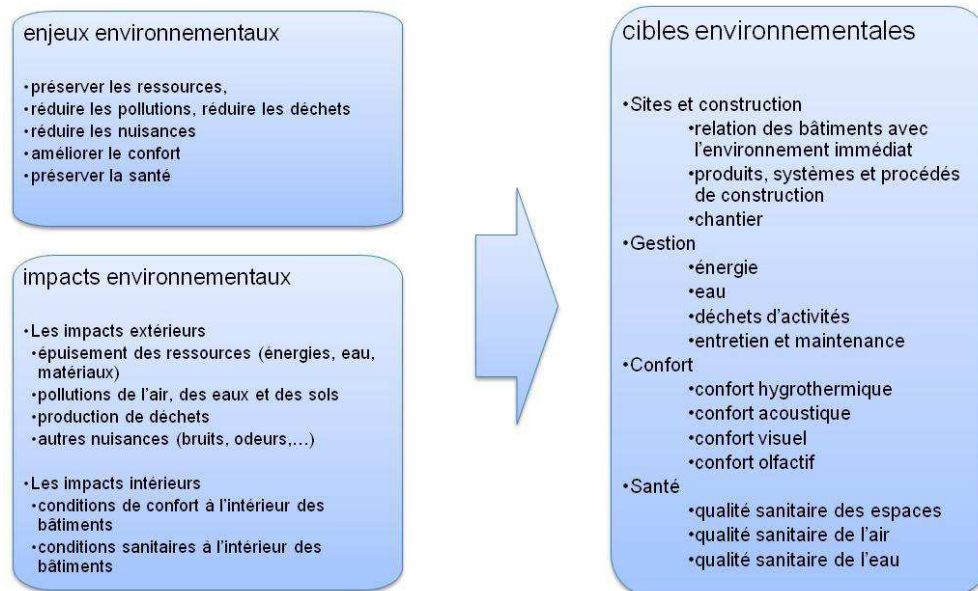 enjeux environnementaux
•préserver les ressources,
•réduire les pollutions, réduire les déchets
•réduire les nuisances
•améliorer le confort
•préserver la santé
impacts environnementaux
•Les impacts extérieurs
•épuisement des ressources (énergies, eau,
matériaux)
•pollutions de l'air, des eaux et des sols
•production de déchets
•autres nuisances (bruits, odeurs,…)
•Les impacts intérieurs
•conditions de confort à l'intérieur des
bâtiments
•conditions sanitaires à l'intérieur des
bâtiments
cibles environnementales
•Sites et construction
•relation des bâtiments avec
l'environnement immédiat
•produits, systèmes et procédés
de construction
•chantier
•Gestion
•énergie
•eau
•déchets d'activités
•entretien et maintenance
•Confort
•confort hygrothermique
•confort acoustique
•confort visuel
•confort olfactif
•Santé
•qualité sanitaire des espaces
•qualité sanitaire de l'air
•qualité sanitaire de l'eau